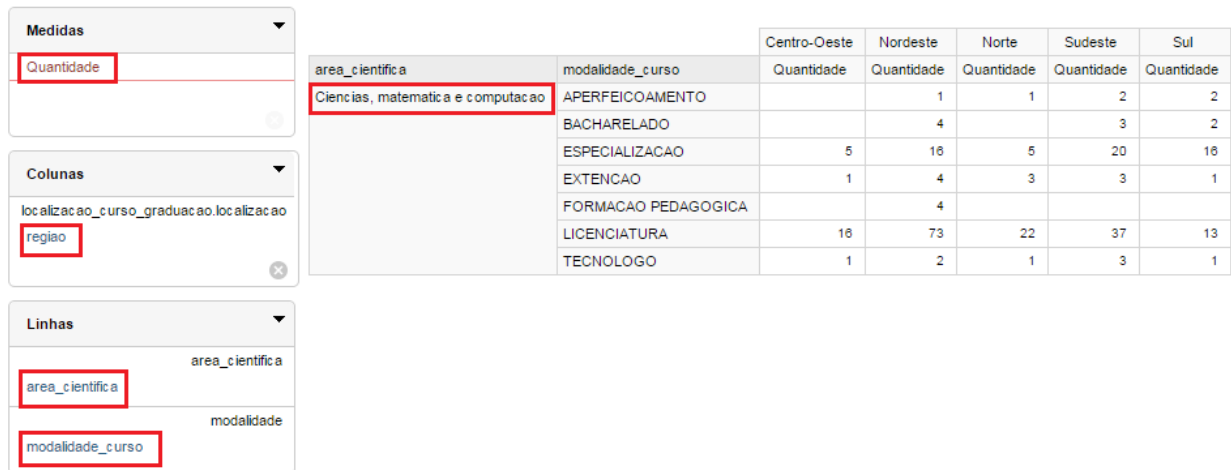 Medidas
Quantidade
Colunas
localizacao_curso_graduacao.localizacao
regiao
Linhas
area_cientifica
area_cientifica
modalidade
modalidade_curso
Centro-Oeste Nordeste Norte Sudeste Sul
area_cientifica modalidade_curso Quantidade Quantidade Quantidade Quantidade Quantidade
Ciencias, matematica e computacao APERFEICOAMENTO 1 1 2 2
BACHARELADO 4 3 2
ESPECIALIZACAO 5 16 5 20 16
EXTENCAO 1 4 3 3 1
FORMACAO PEDAGOGICA 4
LICENCIATURA 16 73 22 37 13
TECNOLOGO 1 2 1 3 1